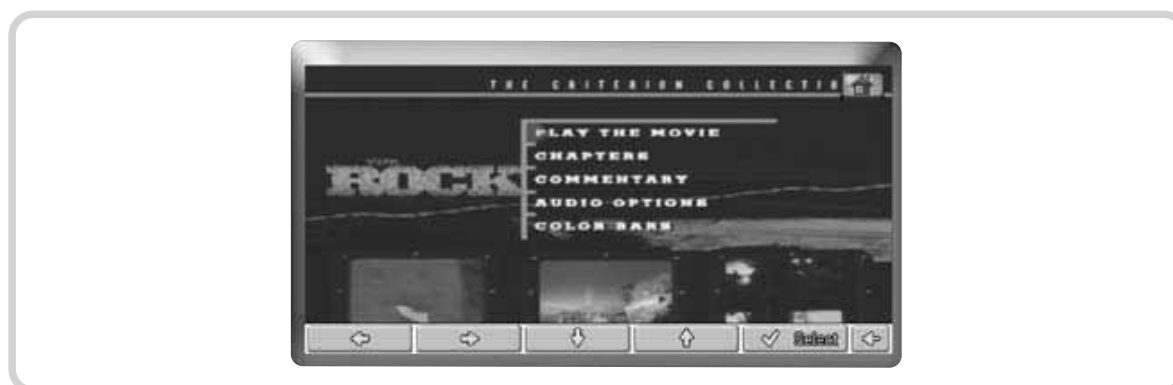 THE CRITERION COLLECTIO
PLAY THE MOVIE
THE
ROCK
CHAPTERS
COMMENTARY
AUDIO OPTIONS
COLOR BARS
Select